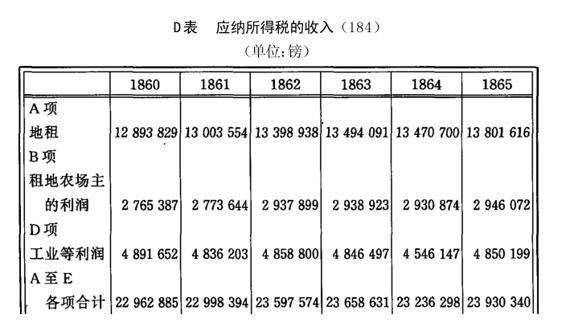 D表 应纳所得税的收入(184)
(单位:镑)
1860 1861 1862 1863 1864 1865
A项
地租 12 893 829 13 003 554 13 398 938 13 494 091 13 470 700 13 801 616
B项
租地农场主
的利润 2 765 387 2 773 644 2 937 899 2 938 923 2 930 874 2 946 072
D项
工业等利润 4 891 652 4 836 203 4 858 800 4 846 497 4 546 147 4 850 199
A至E
各项合计 22 962 885 22 998 394 23 597 574 23 658 631 23 236 298 23 930 340